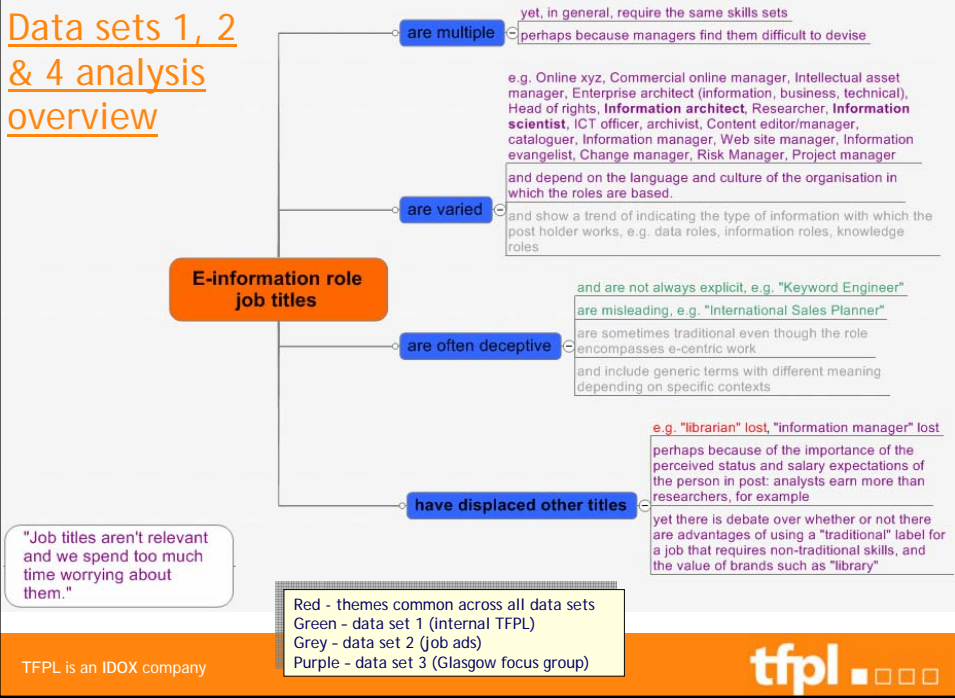 Data sets 1, 2
& 4 analysis
overview
E-information role
job titles
are multiple
yet, in general, require the same skills sets
perhaps because managers find them difficult to devise
are varied
e.g. Online xyz, Commercial online manager, Intellectual asset
manager, Enterprise architect (information, business, technical),
Head of rights, Information architect, Researcher, Information
scientist, ICT officer, archivist, Content editor/manager,
cataloguer, Information manager, Web site manager, Information
evangelist, Change manager, Risk Manager, Project manager
and depend on the language and culture of the organisation in
which the roles are based.
and show a trend of indicating the type of information with which the
post holder works, e.g. data roles, information roles, knowledge
roles
are often deceptive
and are not always explicit, e.g. "Keyword Engineer"
are misleading, e.g. "International Sales Planner"
are sometimes traditional even though the role
encompasses e-centric work
and include generic terms with different meaning
depending on specific contexts
have displaced other titles
e.g. "librarian" lost, "information manager" lost
perhaps because of the importance of the
perceived status and salary expectations of
the person in post: analysts earn more than
researchers, for example
yet there is debate over whether or not there
are advantages of using a "traditional" label for
a job that requires non-traditional skills, and
the value of brands such as "library"
"Job titles aren't relevant
and we spend too much
time worrying about
them."
Red - themes common across all data sets
Green – data set 1 (internal TFPL)
Grey – data set 2 (job ads)
Purple – data set 3 (Glasgow focus group)
TFPL is an IDOX company
tfpl